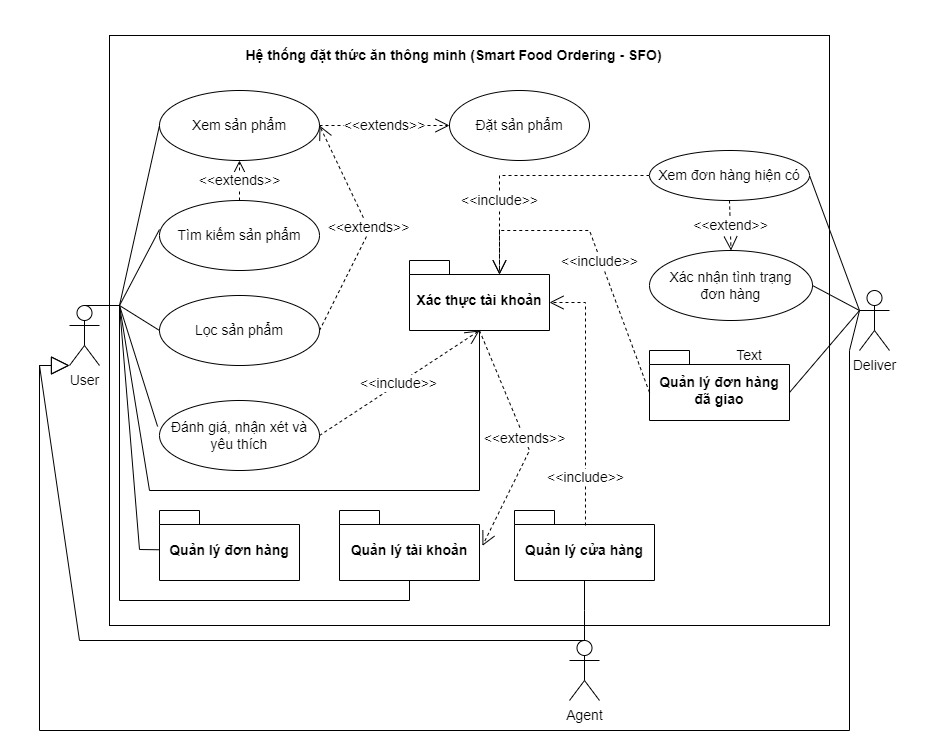 Hệ thống đặt thức ăn thông minh (Smart Food Ordering - SFO)
Xem sản phẩm
<<extends>>
Đặt sản phẩm
<<extends>>
Tìm kiếm sản phẩm
<<extends>>
Lọc sản phẩm
Đánh giá, nhận xét và
yêu thích
<<include>>
Xác thực tài khoản
<<include>>
<<include>>
<<extends>>
<<include>>
Xem đơn hàng hiện có
<<extend>>
Xác nhận tình trạng
đơn hàng
Text
Quản lý đơn hàng
đã giao
Quản lý đơn hàng
Quản lý tài khoản
Quản lý cửa hàng
User
Deliver
Agent